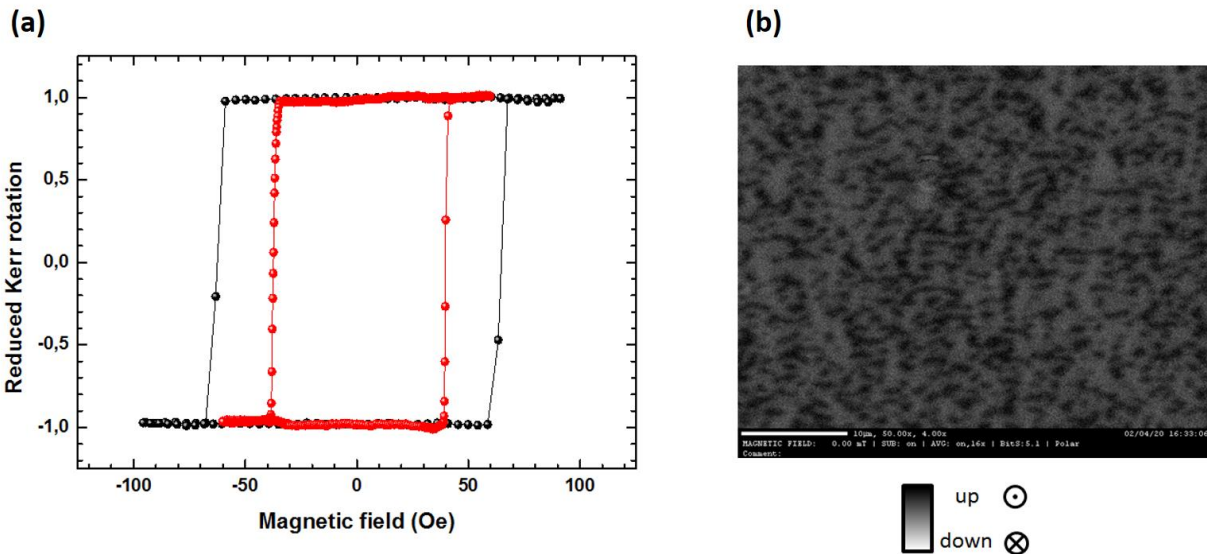 (a)
(b)
1,0
0,5
0,0
-0,5
-1,0
Reduced Kerr rotation
-100
-50
0
50
100
Magnetic field (Oe)
10μm, 50.00x, 4.00x
02/04/20 16:33:06
MAGNETIC FIELD: 0.00 mT | SUB: on | AVG: on,16x | BitS:5.1 | Polar
Comment:
up
down